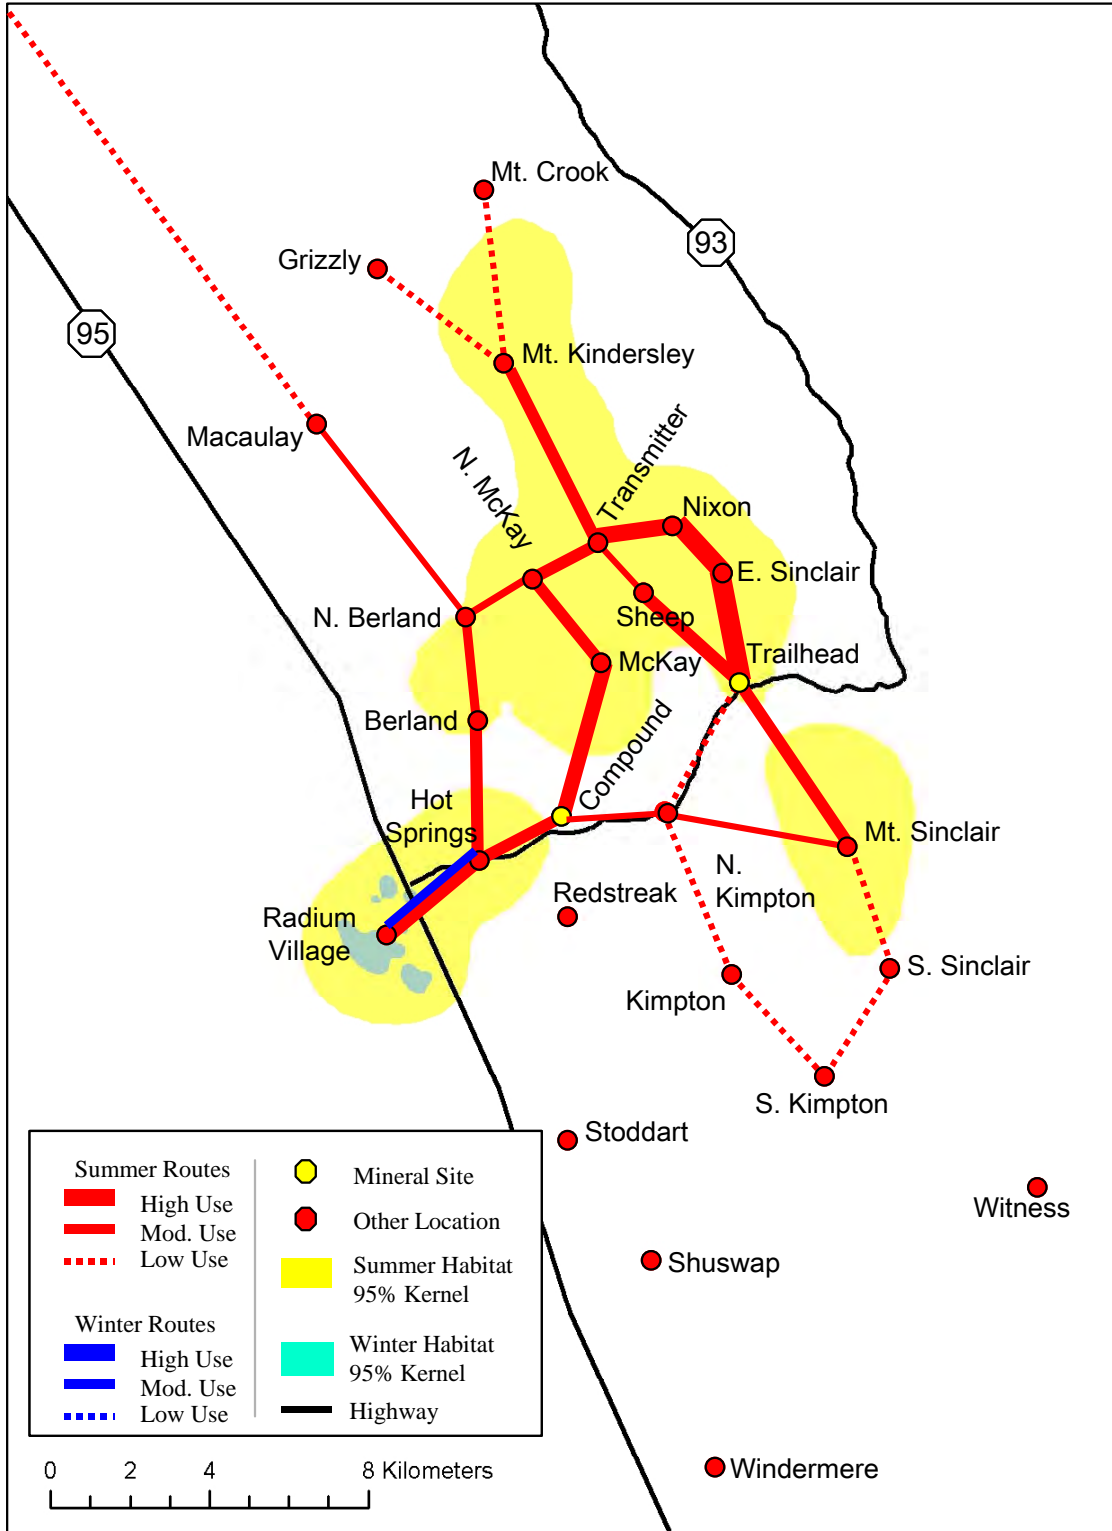 Mt. Crook
93
Grizzly
95
Mt. Kindersley
Macaulay
N. McKay
Transmitter
Nixon
E. Sinclair
N. Berland
Sheep
McKay
Trailhead
Berland
Compound
Hot
Springs
Mt. Sinclair
N.
Kimpton
Redstreak
Radium
Village
S. Sinclair
Kimpton
S. Kimpton
Stoddart
Witness
Shuswap
Windermere
Summer Routes
High Use
Mod. Use
Low Use
Winter Routes
High Use
Mod. Use
Low Use
Mineral Site
Other Location
Summer Habitat
95% Kernel
Winter Habitat
95% Kernel
Highway
0 2 4 8 Kilometers